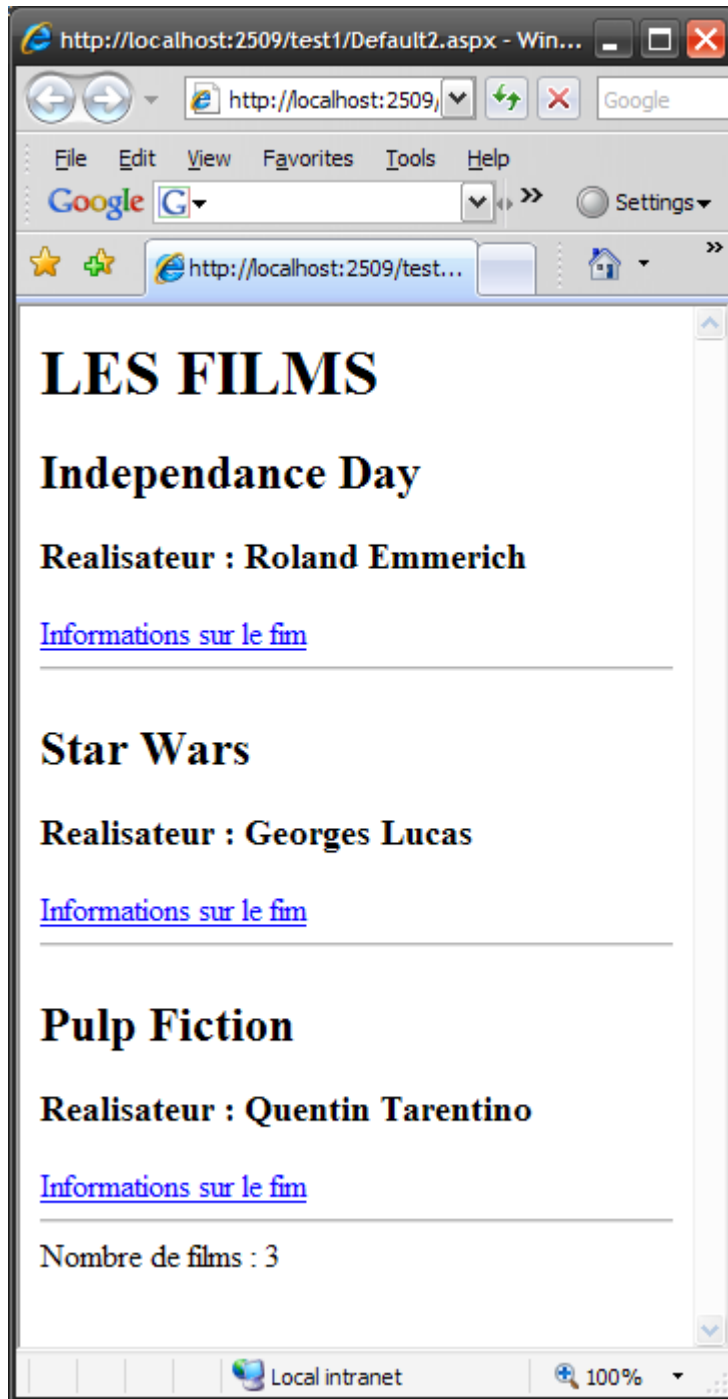 http://localhost:2509/test1/Default2.aspx - Win...
http://localhost:2509/
Google
File Edit View Favorites Tools Help
Google G Settings
http://localhost:2509/test...
LES FILMS
Independance Day
Realisateur : Roland Emmerich
Informations sur le fim
Star Wars
Realisateur : Georges Lucas
Informations sur le fim
Pulp Fiction
Realisateur : Quentin Tarentino
Informations sur le fim
Nombre de films : 3
Local intranet 100%